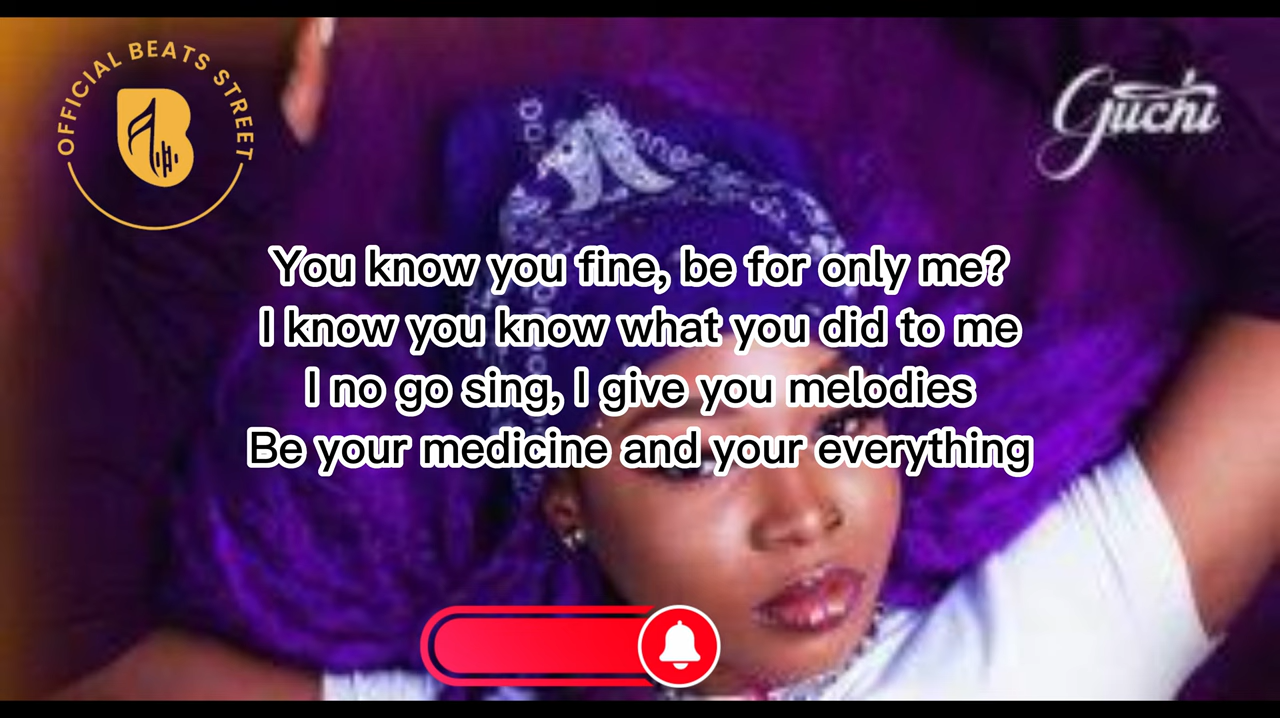 OFFICIAL BEATS STREET
Guchi
You know you fine, be for only me?
I know you know what you did to me
I no go sing, I give you melodies
Be your medicine and your everything